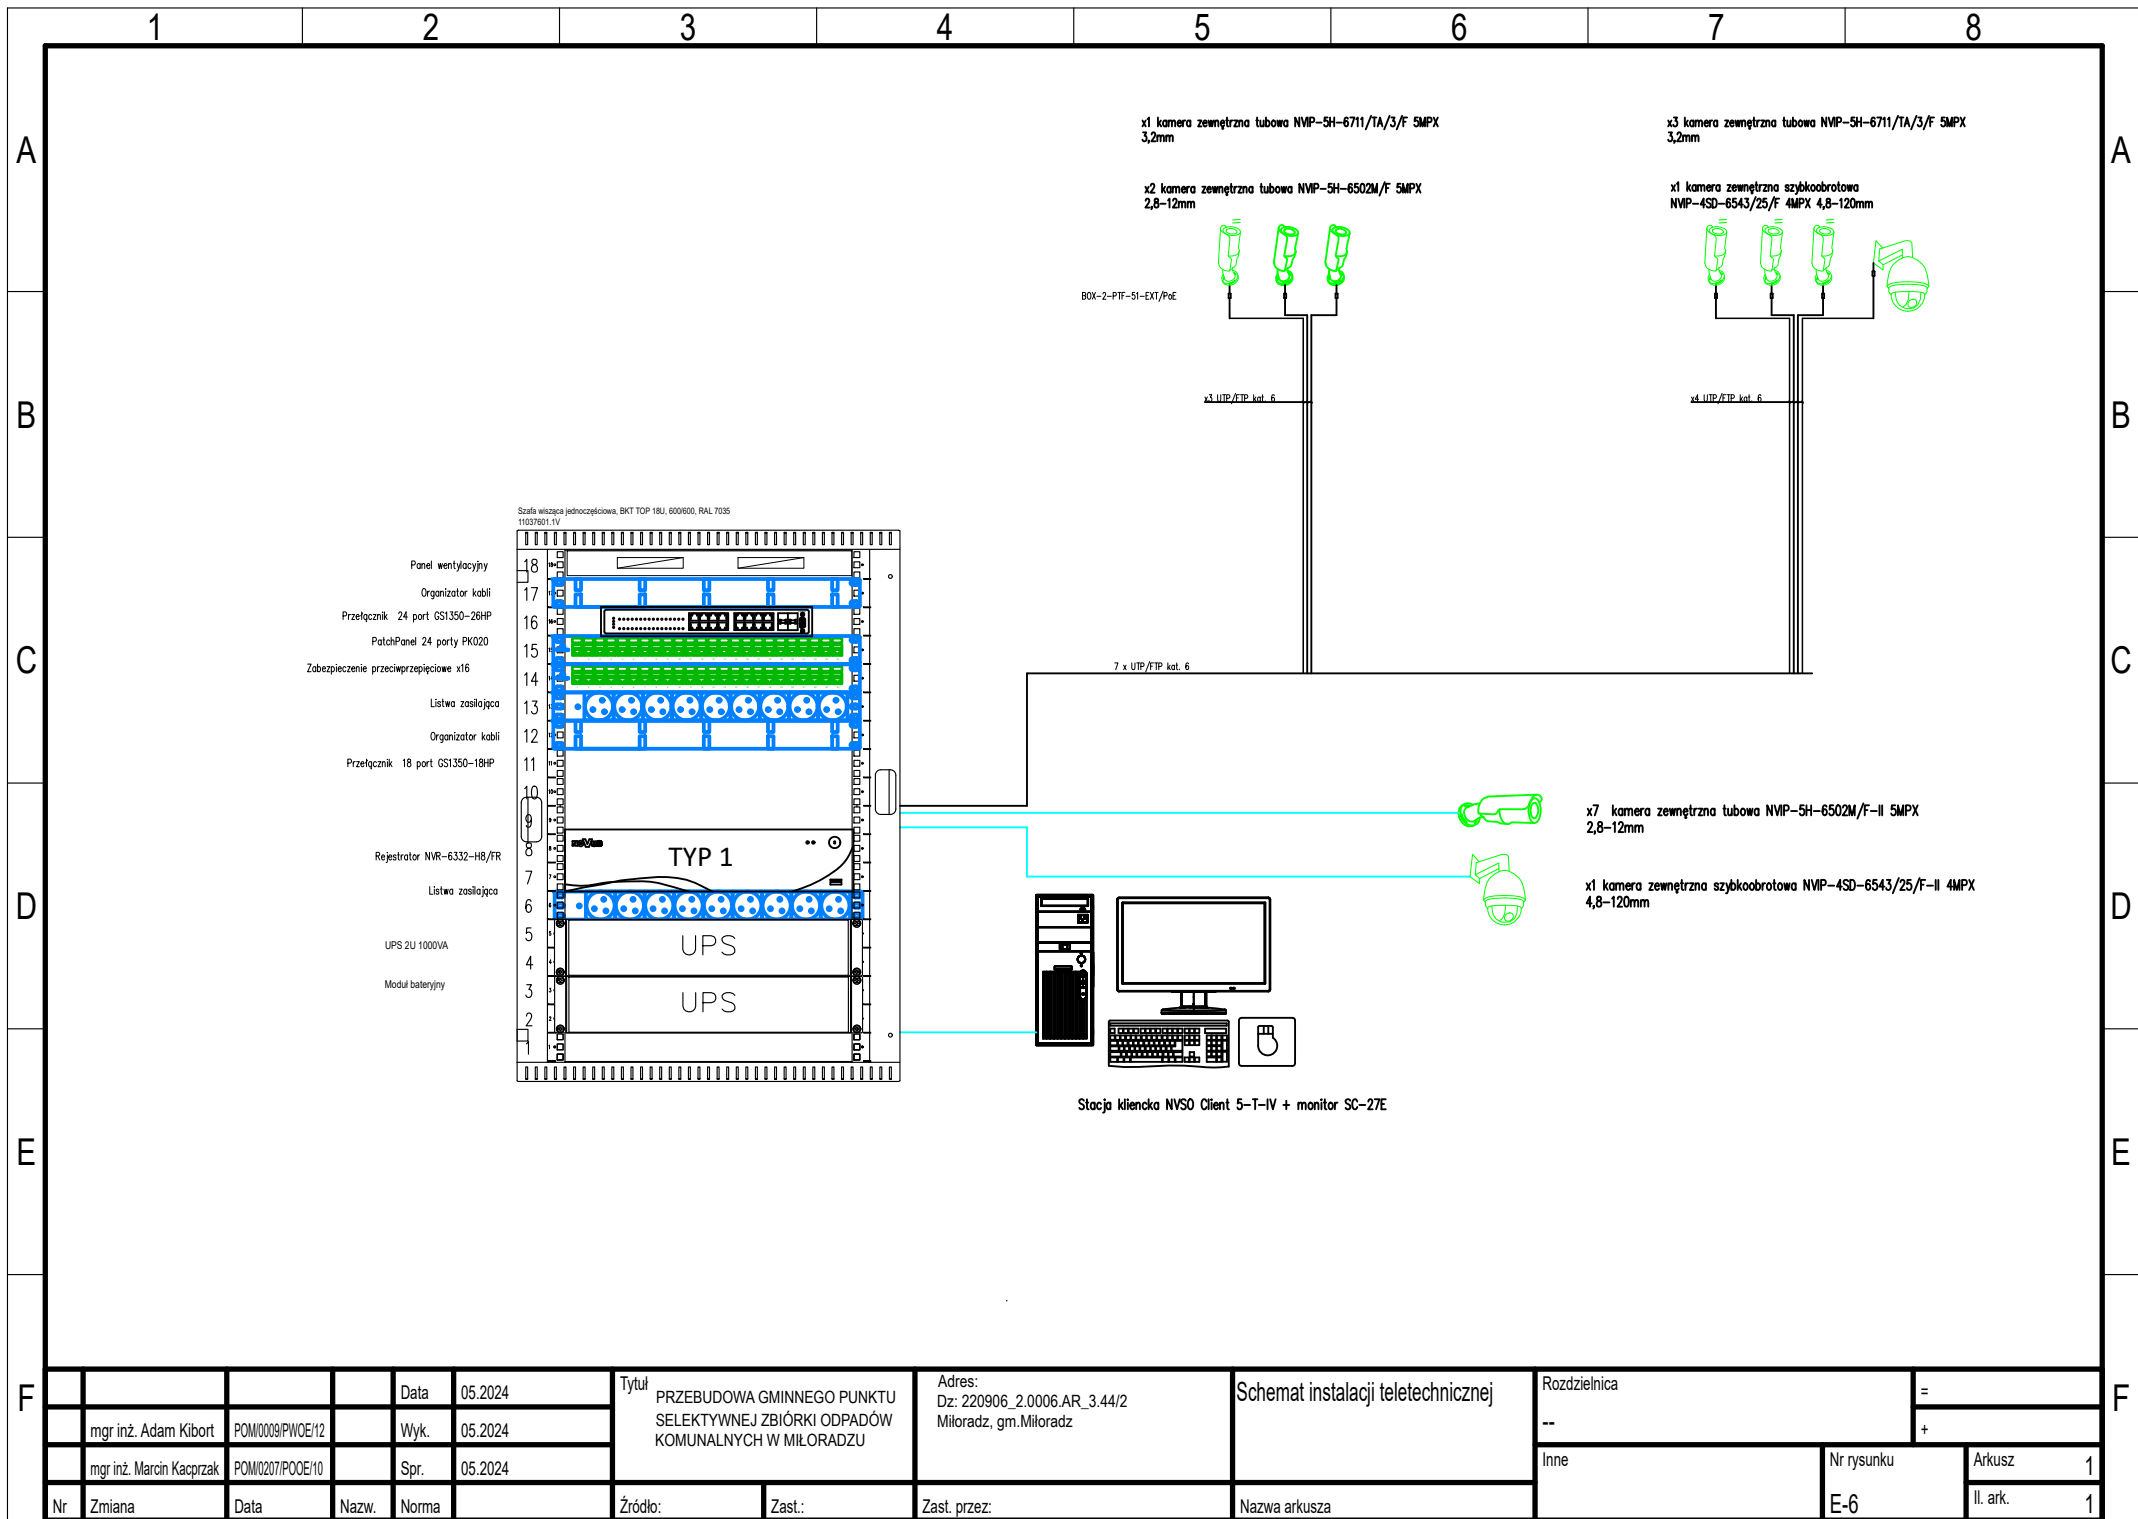 1 2 3 4 5 6 7 8
A
A
B
B
C
C
D
D
E
E
F
F
x1 kamera zewnętrzna tubowa NVIP-5H-6711/TA/3/F 5MPX
3,2mm
x2 kamera zewnętrzna tubowa NVIP-5H-6502M/F 5MPX
2,8-12mm
x3 kamera zewnętrzna tubowa NVIP-5H-6711/TA/3/F 5MPX
3,2mm
x1 kamera zewnętrzna szybkoobrotowa
NVIP-4SD-6543/25/F 4MPX 4,8-120mm
BOX-2-PTF-51-EXT/PoE
x3 UTP/FTP kat. 6
x4 UTP/FTP kat. 6
Szafa wisząca jednoczęściowa, BKT TOP 18U, 600/600, RAL 7035
11037601.1V
Panel wentylacyjny
18
Organizator kabli
17
Przełącznik 24 port GS1350-26HP
16
PatchPanel 24 porty PK020
15
Zabezpieczenie przeciwprzepięciowe x16
14
Listwa zasilająca
13
Organizator kabli
12
Przełącznik 18 port GS1350-18HP
11
10
9
8
Rejestrator NVR-6332-H8/FR
TYP 1
7
Listwa zasilająca
6
5
UPS 2U 1000VA
UPS
4
Moduł bateryjny
3
UPS
2
1
7 x UTP/FTP kat. 6
x7 kamera zewnętrzna tubowa NVIP-5H-6502M/F-II 5MPX
2,8-12mm
x1 kamera zewnętrzna szybkoobrotowa NVIP-4SD-6543/25/F-II 4MPX
4,8-120mm
Stacja kliencka NVSO Client 5-T-IV + monitor SC-27E
Data 05.2024
mgr inż. Adam Kibort POM/0009/PWOE/12 Wyk. 05.2024
mgr inż. Marcin Kacprzak POM/0207/POOE/10 Spr. 05.2024
Nr Zmiana Data Nazw. Norma
Tytuł
PRZEBUDOWA GMINNEGO PUNKTU
SELEKTYWNEJ ZBIÓRKI ODPADÓW
KOMUNALNYCH W MIŁORADZU
Źródło: Zast.:
Adres:
Dz: 220906_2.0006.AR_3.44/2
Miłoradz, gm.Miłoradz
Zast. przez:
Schemat instalacji teletechnicznej
Nazwa arkusza
Rozdzielnica
--
=
+
Inne
Nr rysunku
E-6
Arkusz 1
Il. ark. 1